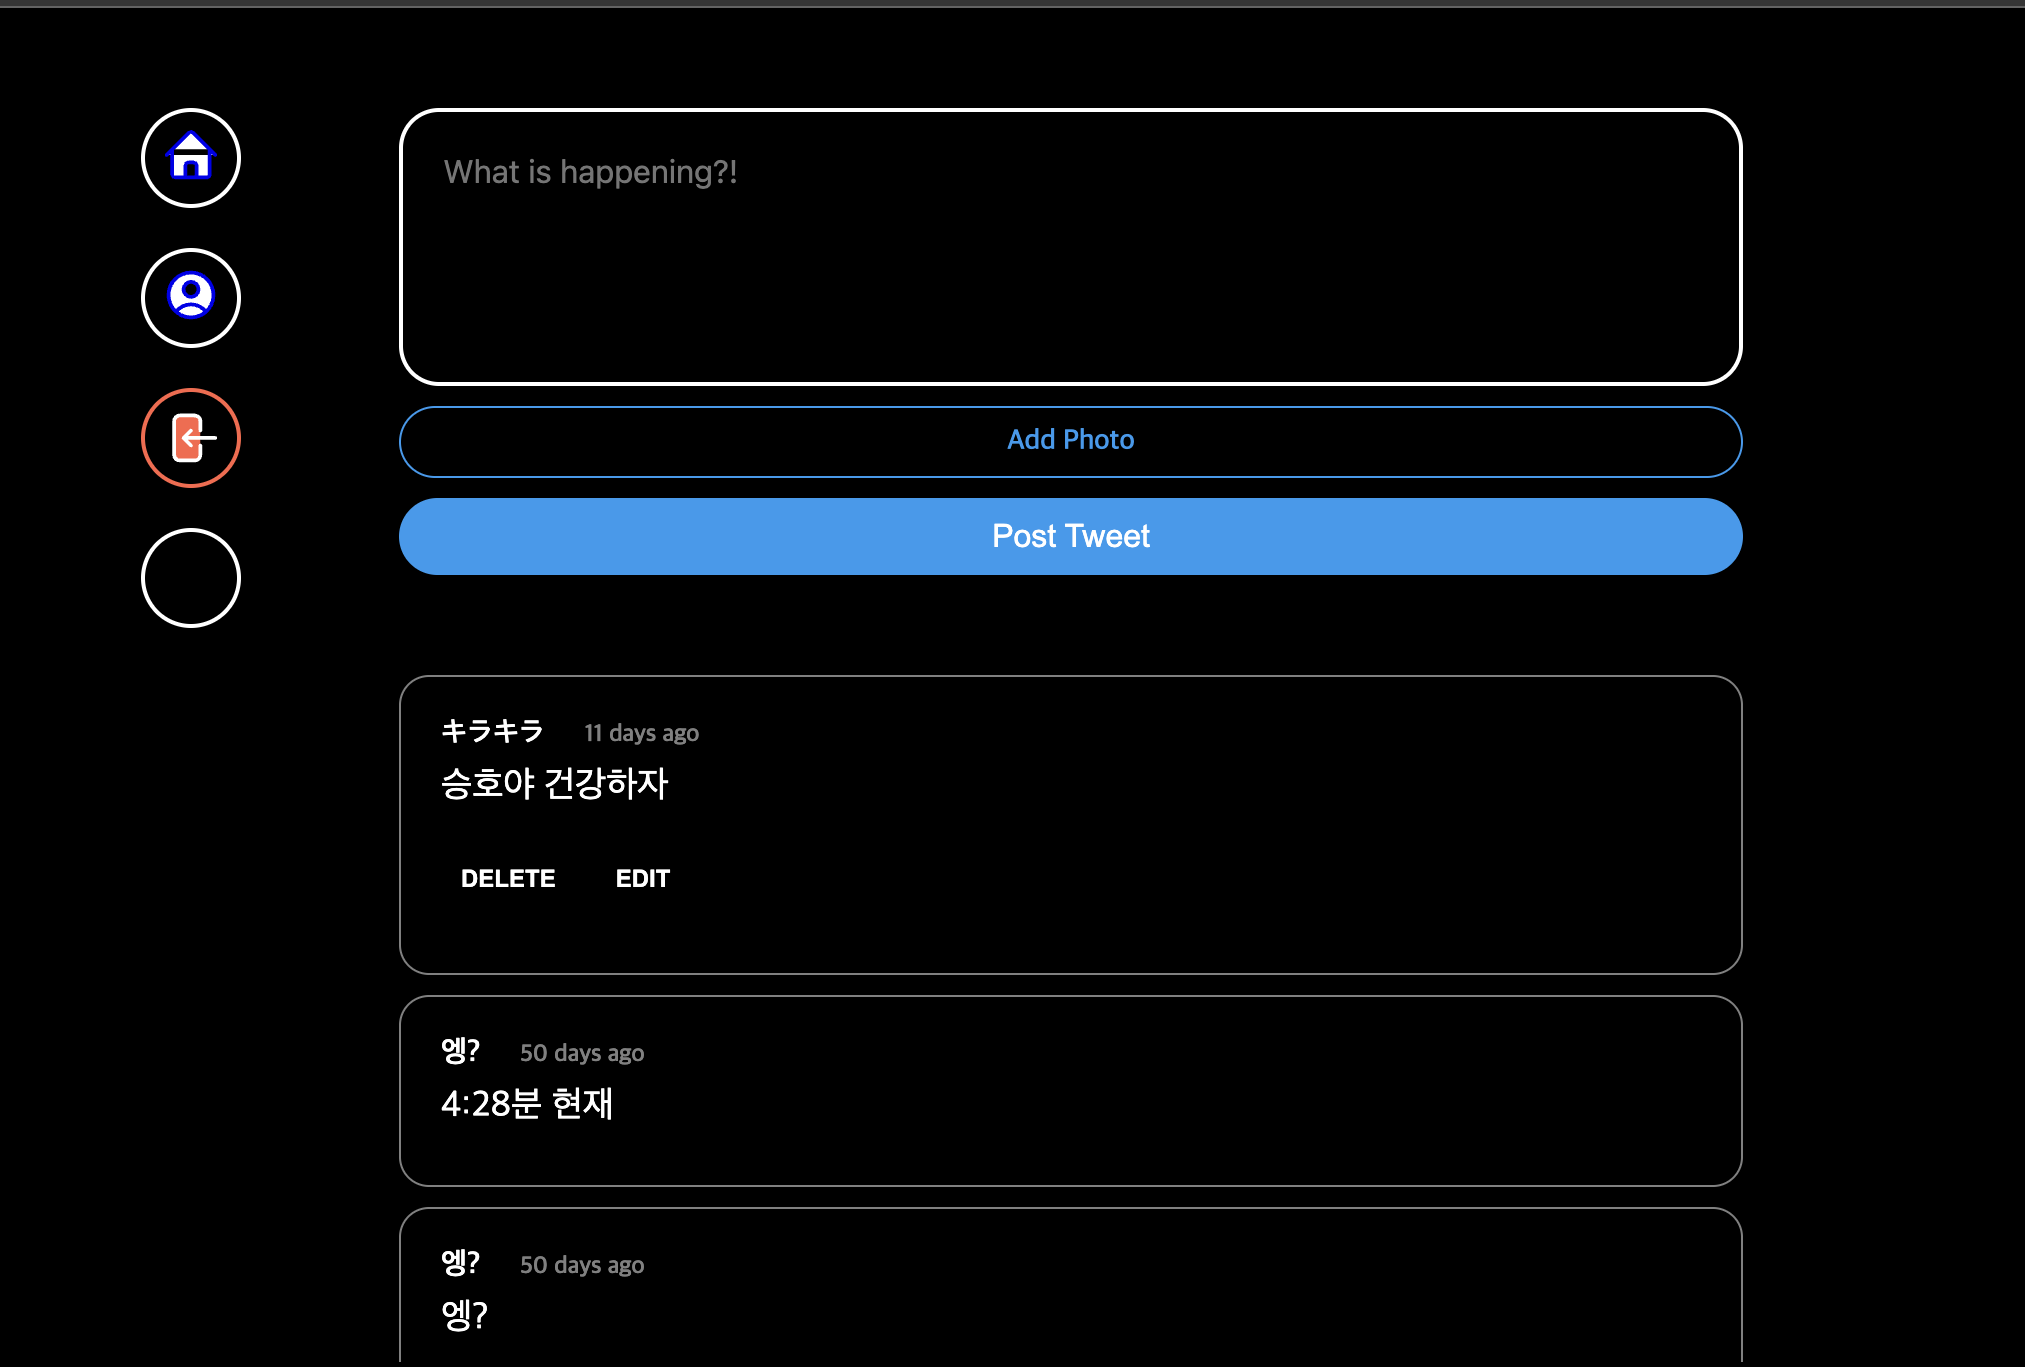 What is happening?!
Add Photo
Post Tweet
キラキラ 11 days ago
승호야 건강하자
DELETE EDIT
엥? 50 days ago
4:28분 현재
엥? 50 days ago
엥?